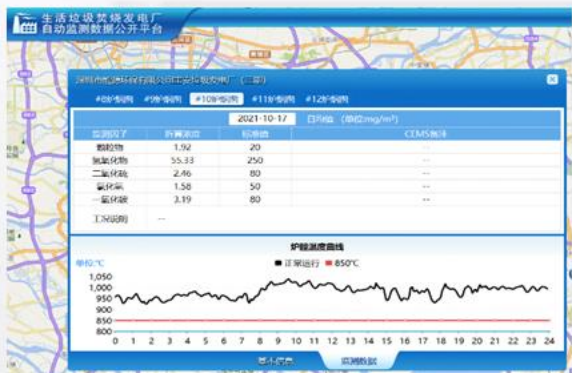 生活垃圾焚烧发电厂
自动监测数据公开平台
#8炉烟囱 #9炉烟囱 #10炉烟囱 #11炉烟囱 #12炉烟囱
2021-10-17 日均值（单位mg/m³）
监测因子 折算浓度 标准值 CEMS备注
颗粒物 1.92 20 --
氮氧化物 55.33 250 --
二氧化硫 2.46 80 --
氯化氢 1.58 50 --
一氧化碳 3.19 80 --
工况说明 --
炉膛温度曲线
单位:℃ 正常运行 850℃
1,050
1,000
950
900
850
800
0 1 2 3 4 5 6 7 8 9 10 11 12 13 14 15 16 17 18 19 20 21 22 23 24
基本信息 监测数据